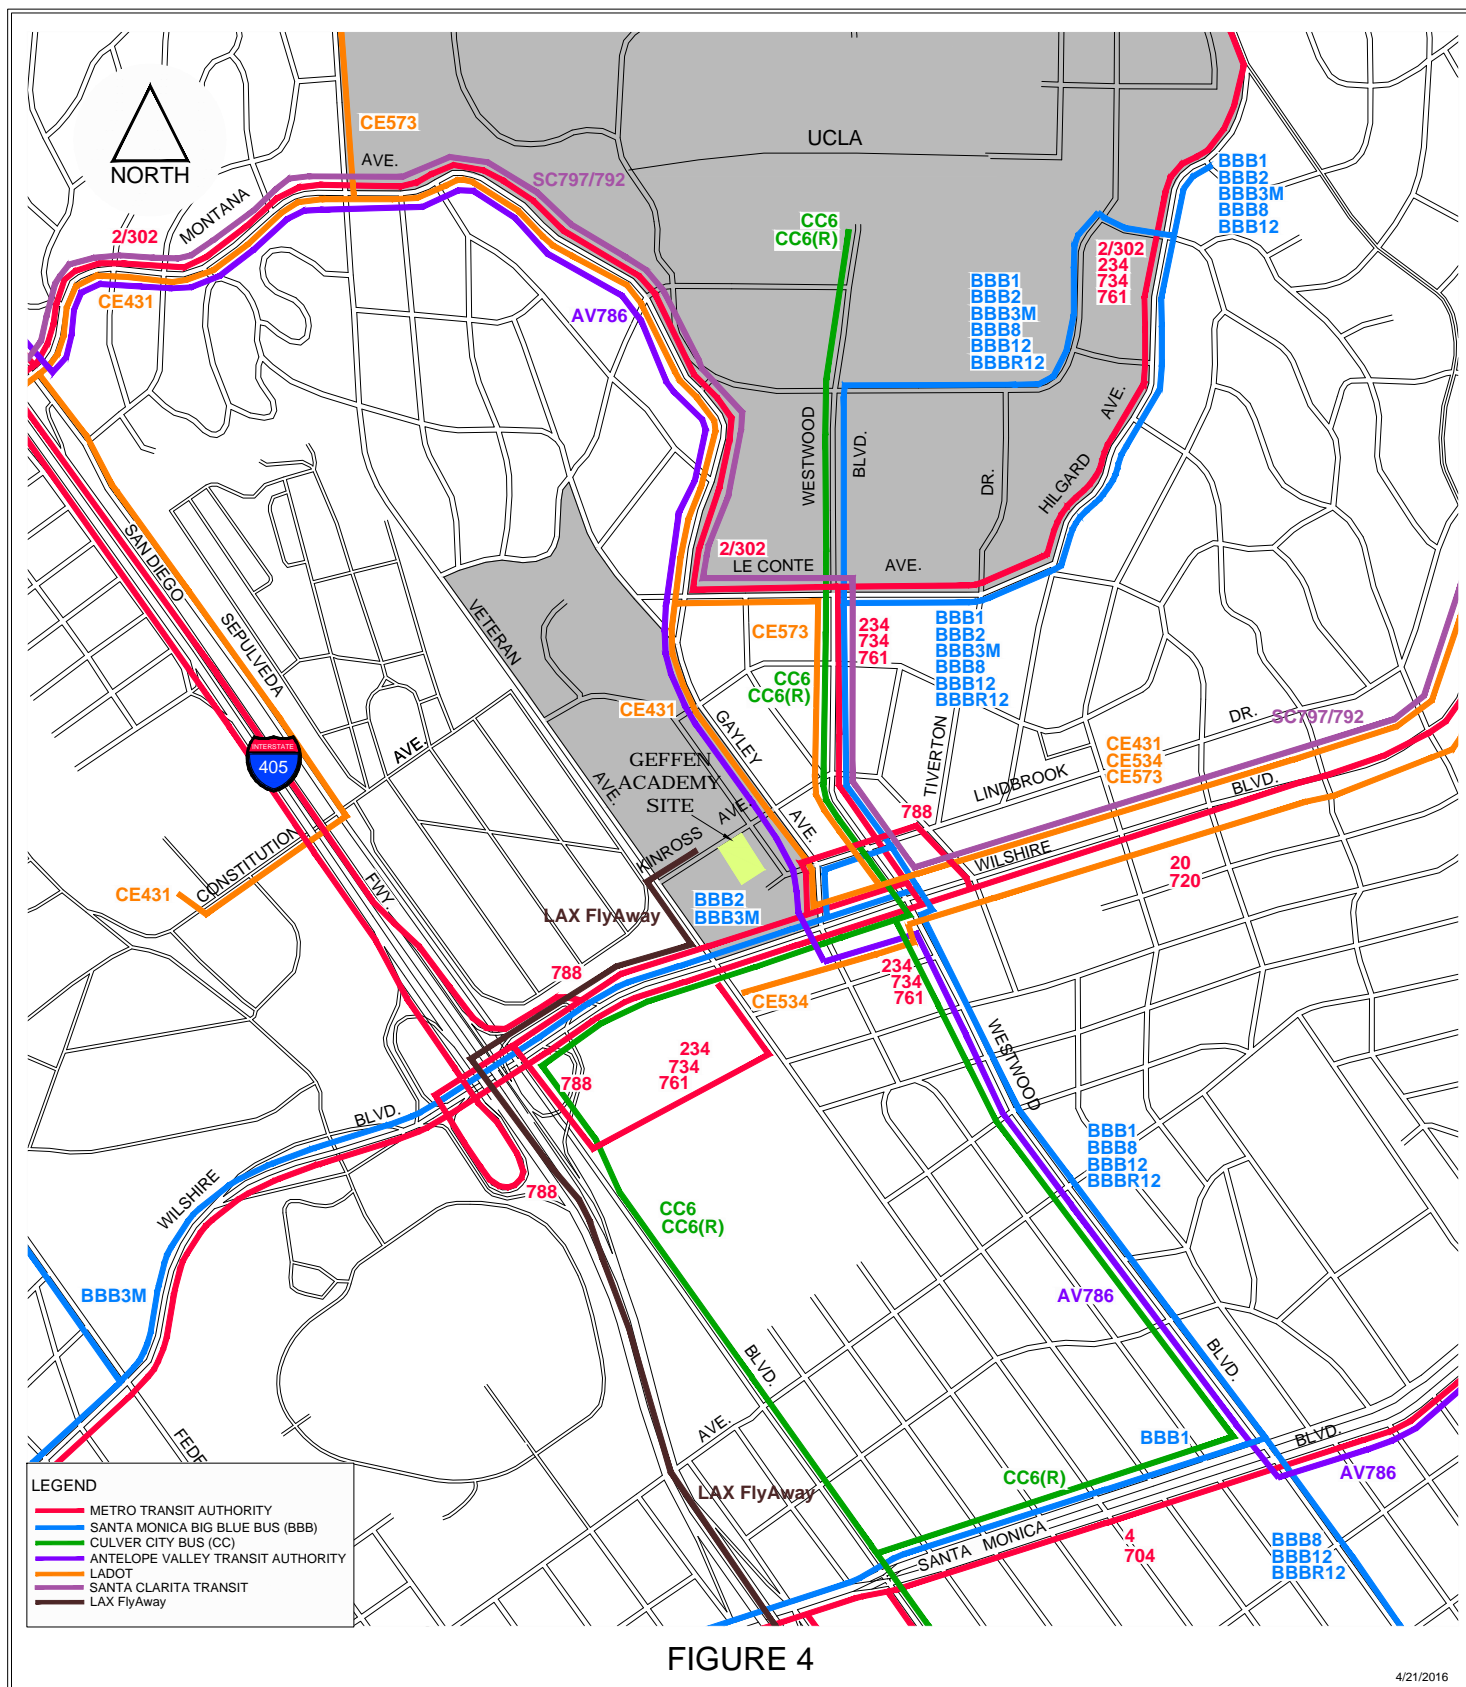 CE573
UCLA
AVE.
NORTH
SC797/792
BBB1
BBB2
BBB3M
BBB8
BBB12
MONTANA
2/302
CC6
CC6(R)
2/302
234
734
761
CE431
AV786
BBB1
BBB2
BBB3M
BBB8
BBB12
BBBR12
WESTWOOD
BLVD.
AVE.
DR.
HILGARD
SAN DIEGO
2/302
LE CONTE
AVE.
SEPULVEDA
VETERAN
CE573
234
734
761
BBB1
BBB2
BBB3M
BBB8
BBB12
BBBR12
CC6
CC6(R)
CE431
GAYLEY
DR.
SC797/792
AVE.
INTERSTATE
405
GEFFEN
ACADEMY
SITE
AVE.
AVE.
AVE.
TIVERTON
LINDBROOK
CE431
CE534
CE573
BLVD.
788
KINROSS
WILSHIRE
CONSTITUTION
CE431
FWY.
20
720
BBB2
BBB3M
LAX FlyAway
788
234
734
761
CE534
WESTWOOD
234
734
761
788
BLVD.
BBB1
BBB8
BBB12
BBBR12
WILSHIRE
788
CC6
CC6(R)
BBB3M
AV786
BLVD.
BLVD.
AVE.
FEDE
BBB1
BLVD.
CC6(R)
AV786
LAX FlyAway
SANTA MONICA
4
704
BBB8
BBB12
BBBR12
LEGEND
METRO TRANSIT AUTHORITY
SANTA MONICA BIG BLUE BUS (BBB)
CULVER CITY BUS (CC)
ANTELOPE VALLEY TRANSIT AUTHORITY
LADOT
SANTA CLARITA TRANSIT
LAX FlyAway
FIGURE 4
4/21/2016